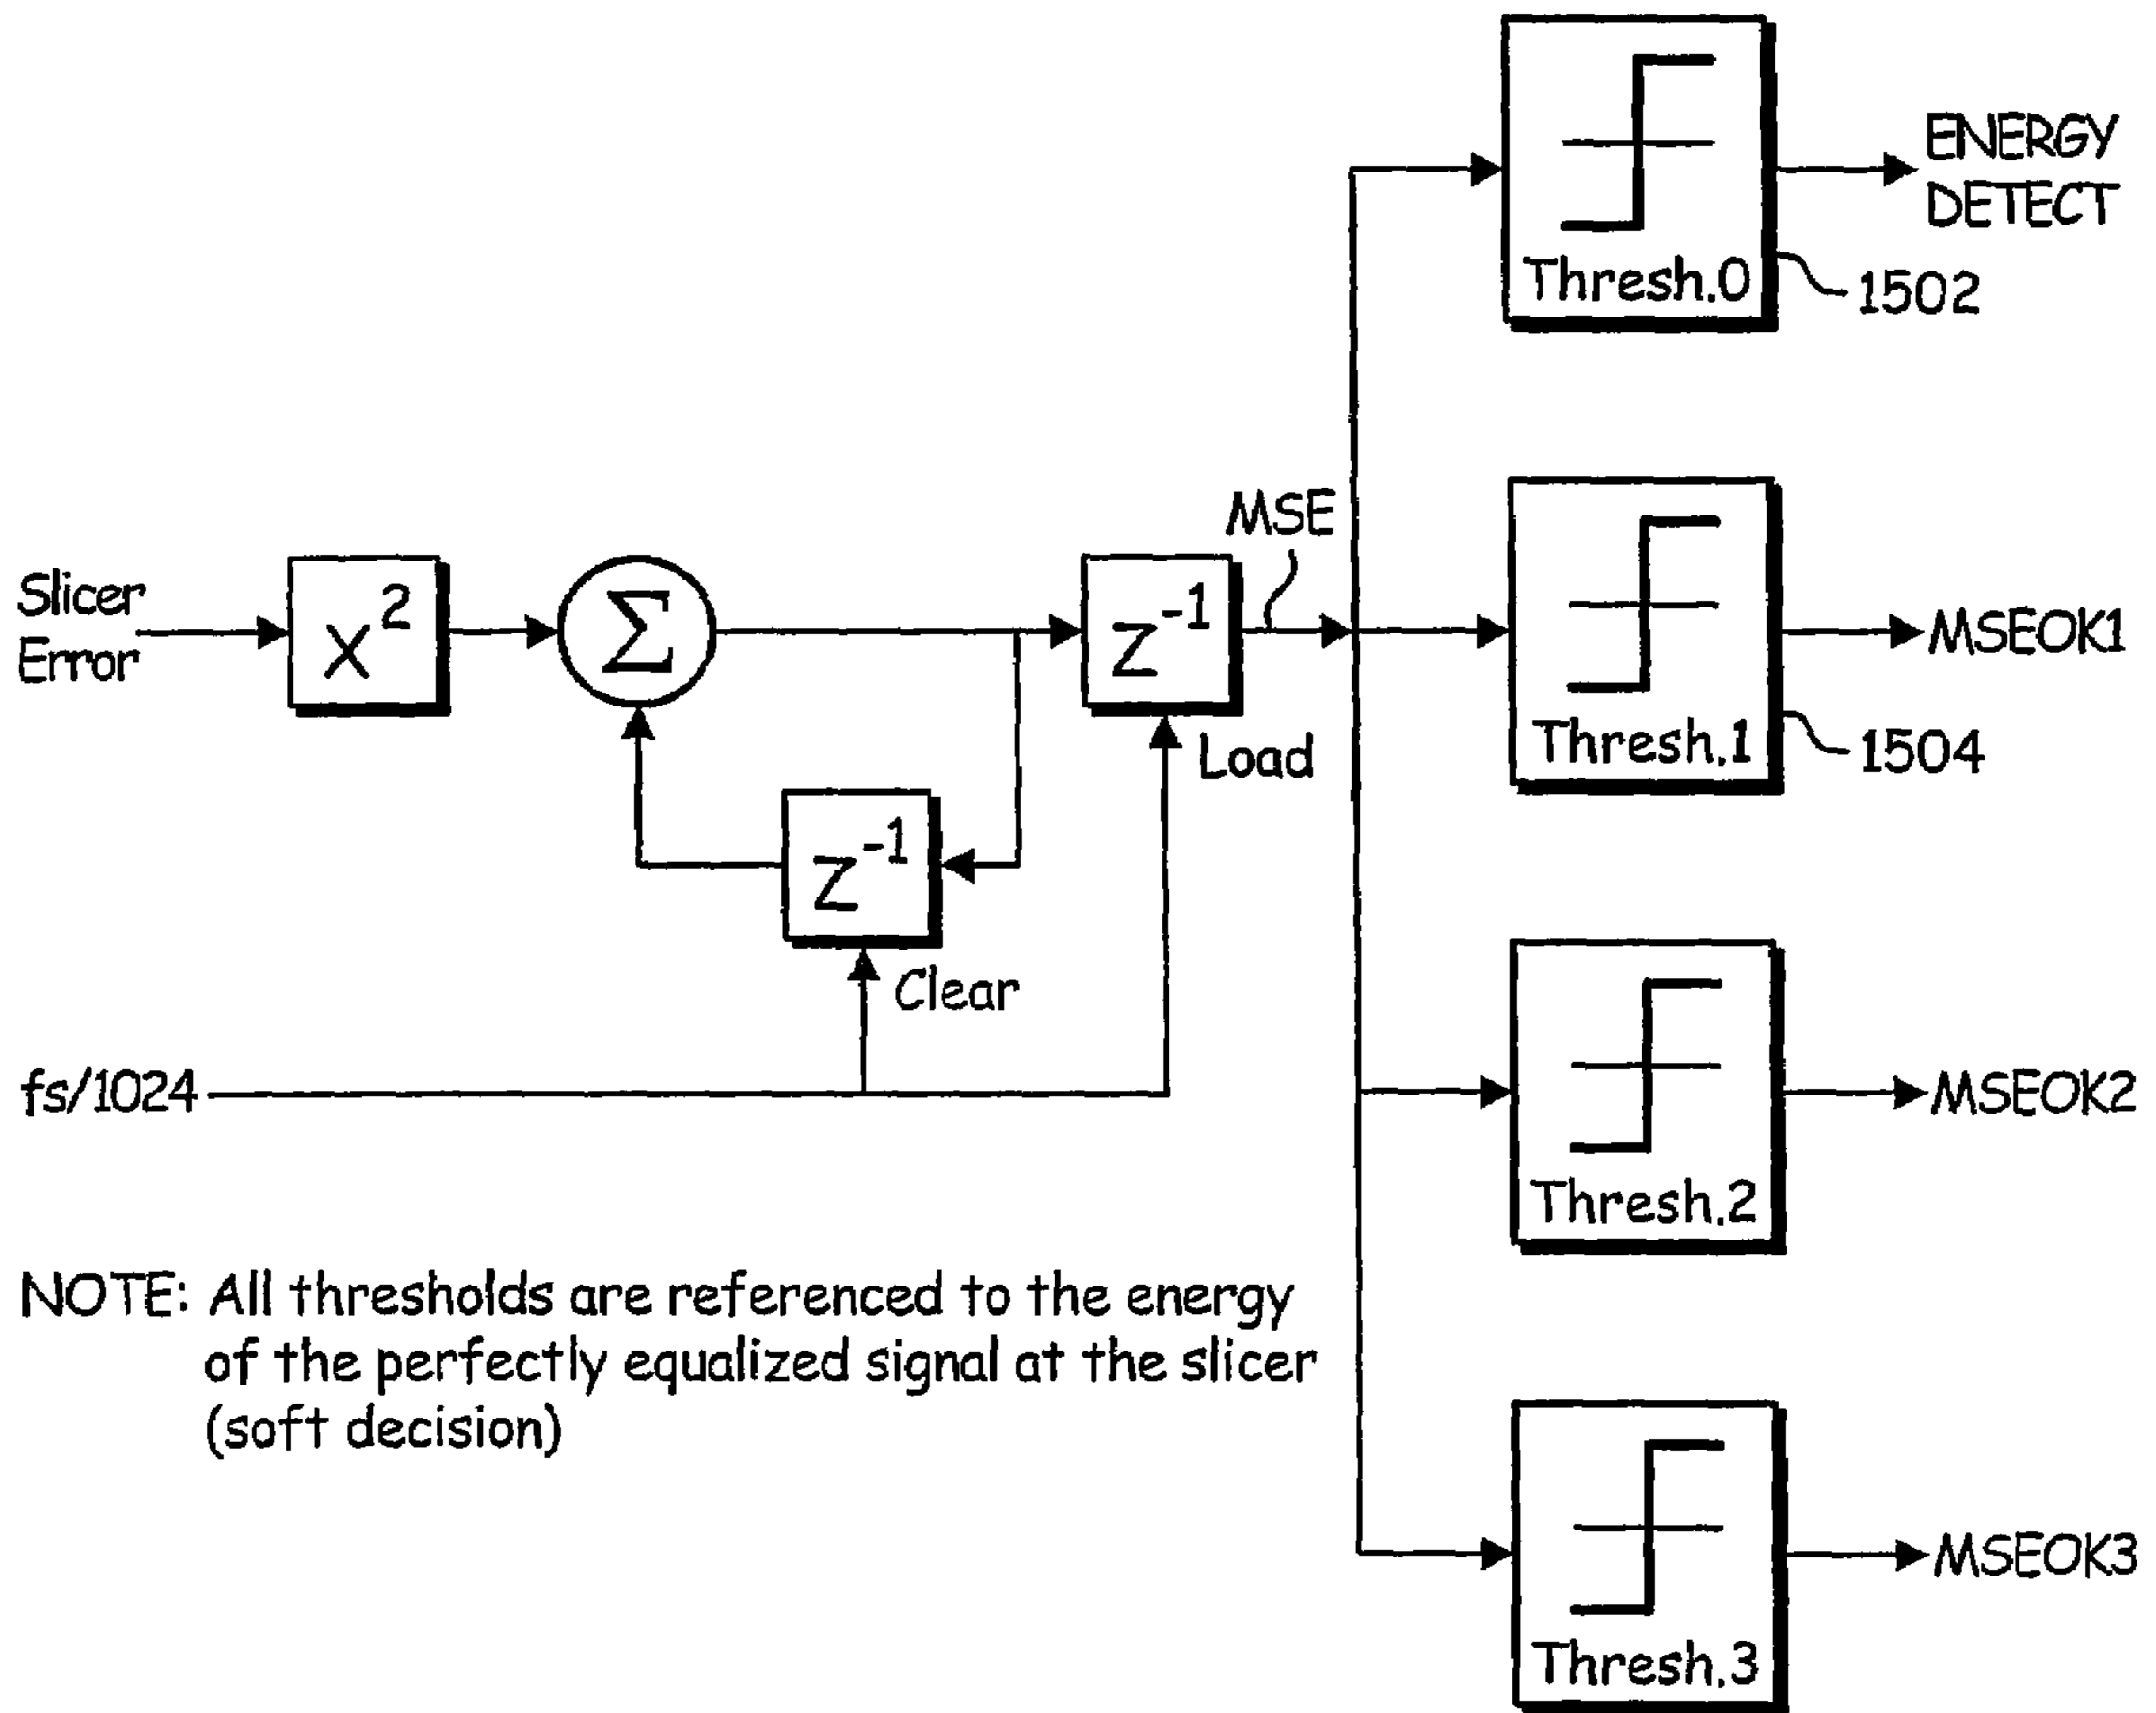 ENERGY
DETECT
Thresh.0
1502
MSE
Slicer
Error
x²
Σ
z⁻¹
MSEOK1
Load
Thresh.1
1504
z⁻¹
Clear
fs/1024
MSEOK2
Thresh.2
NOTE: All thresholds are referenced to the energy
of the perfectly equalized signal at the slicer
(soft decision)
MSEOK3
Thresh.3